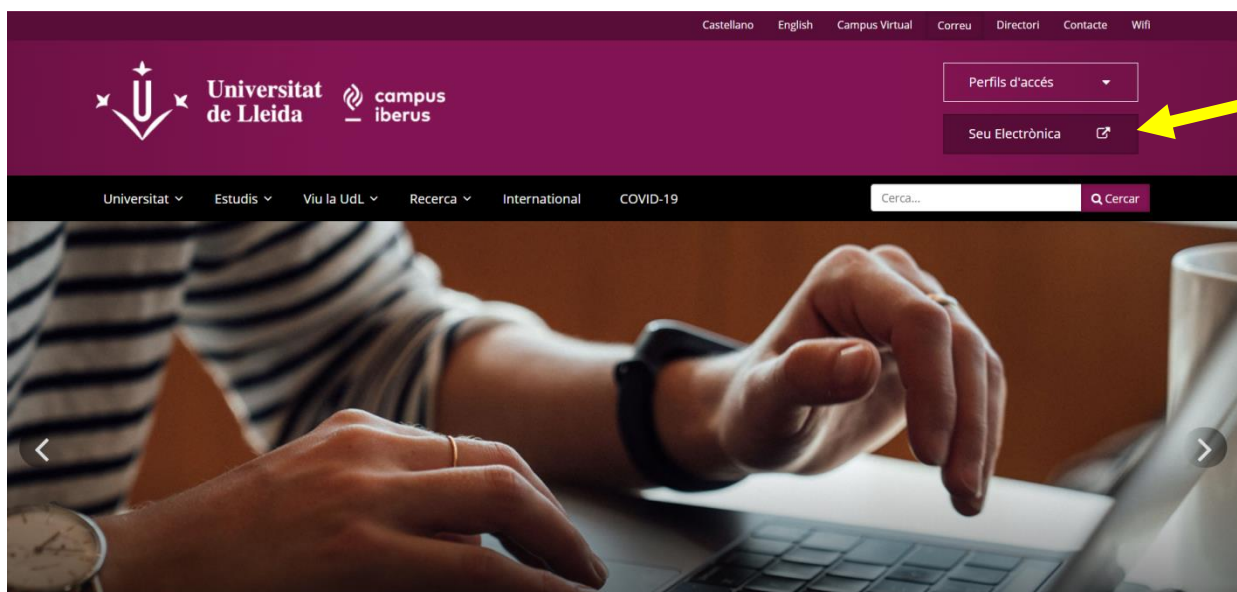 Castellano English Campus Virtual Correu Directori Contacte Wifi
Universitat
de Lleida
campus
iberus
Perfils d'accés
Seu Electrònica
Universitat Estudis Viu la UdL Recerca International COVID-19 Cerca... Cercar